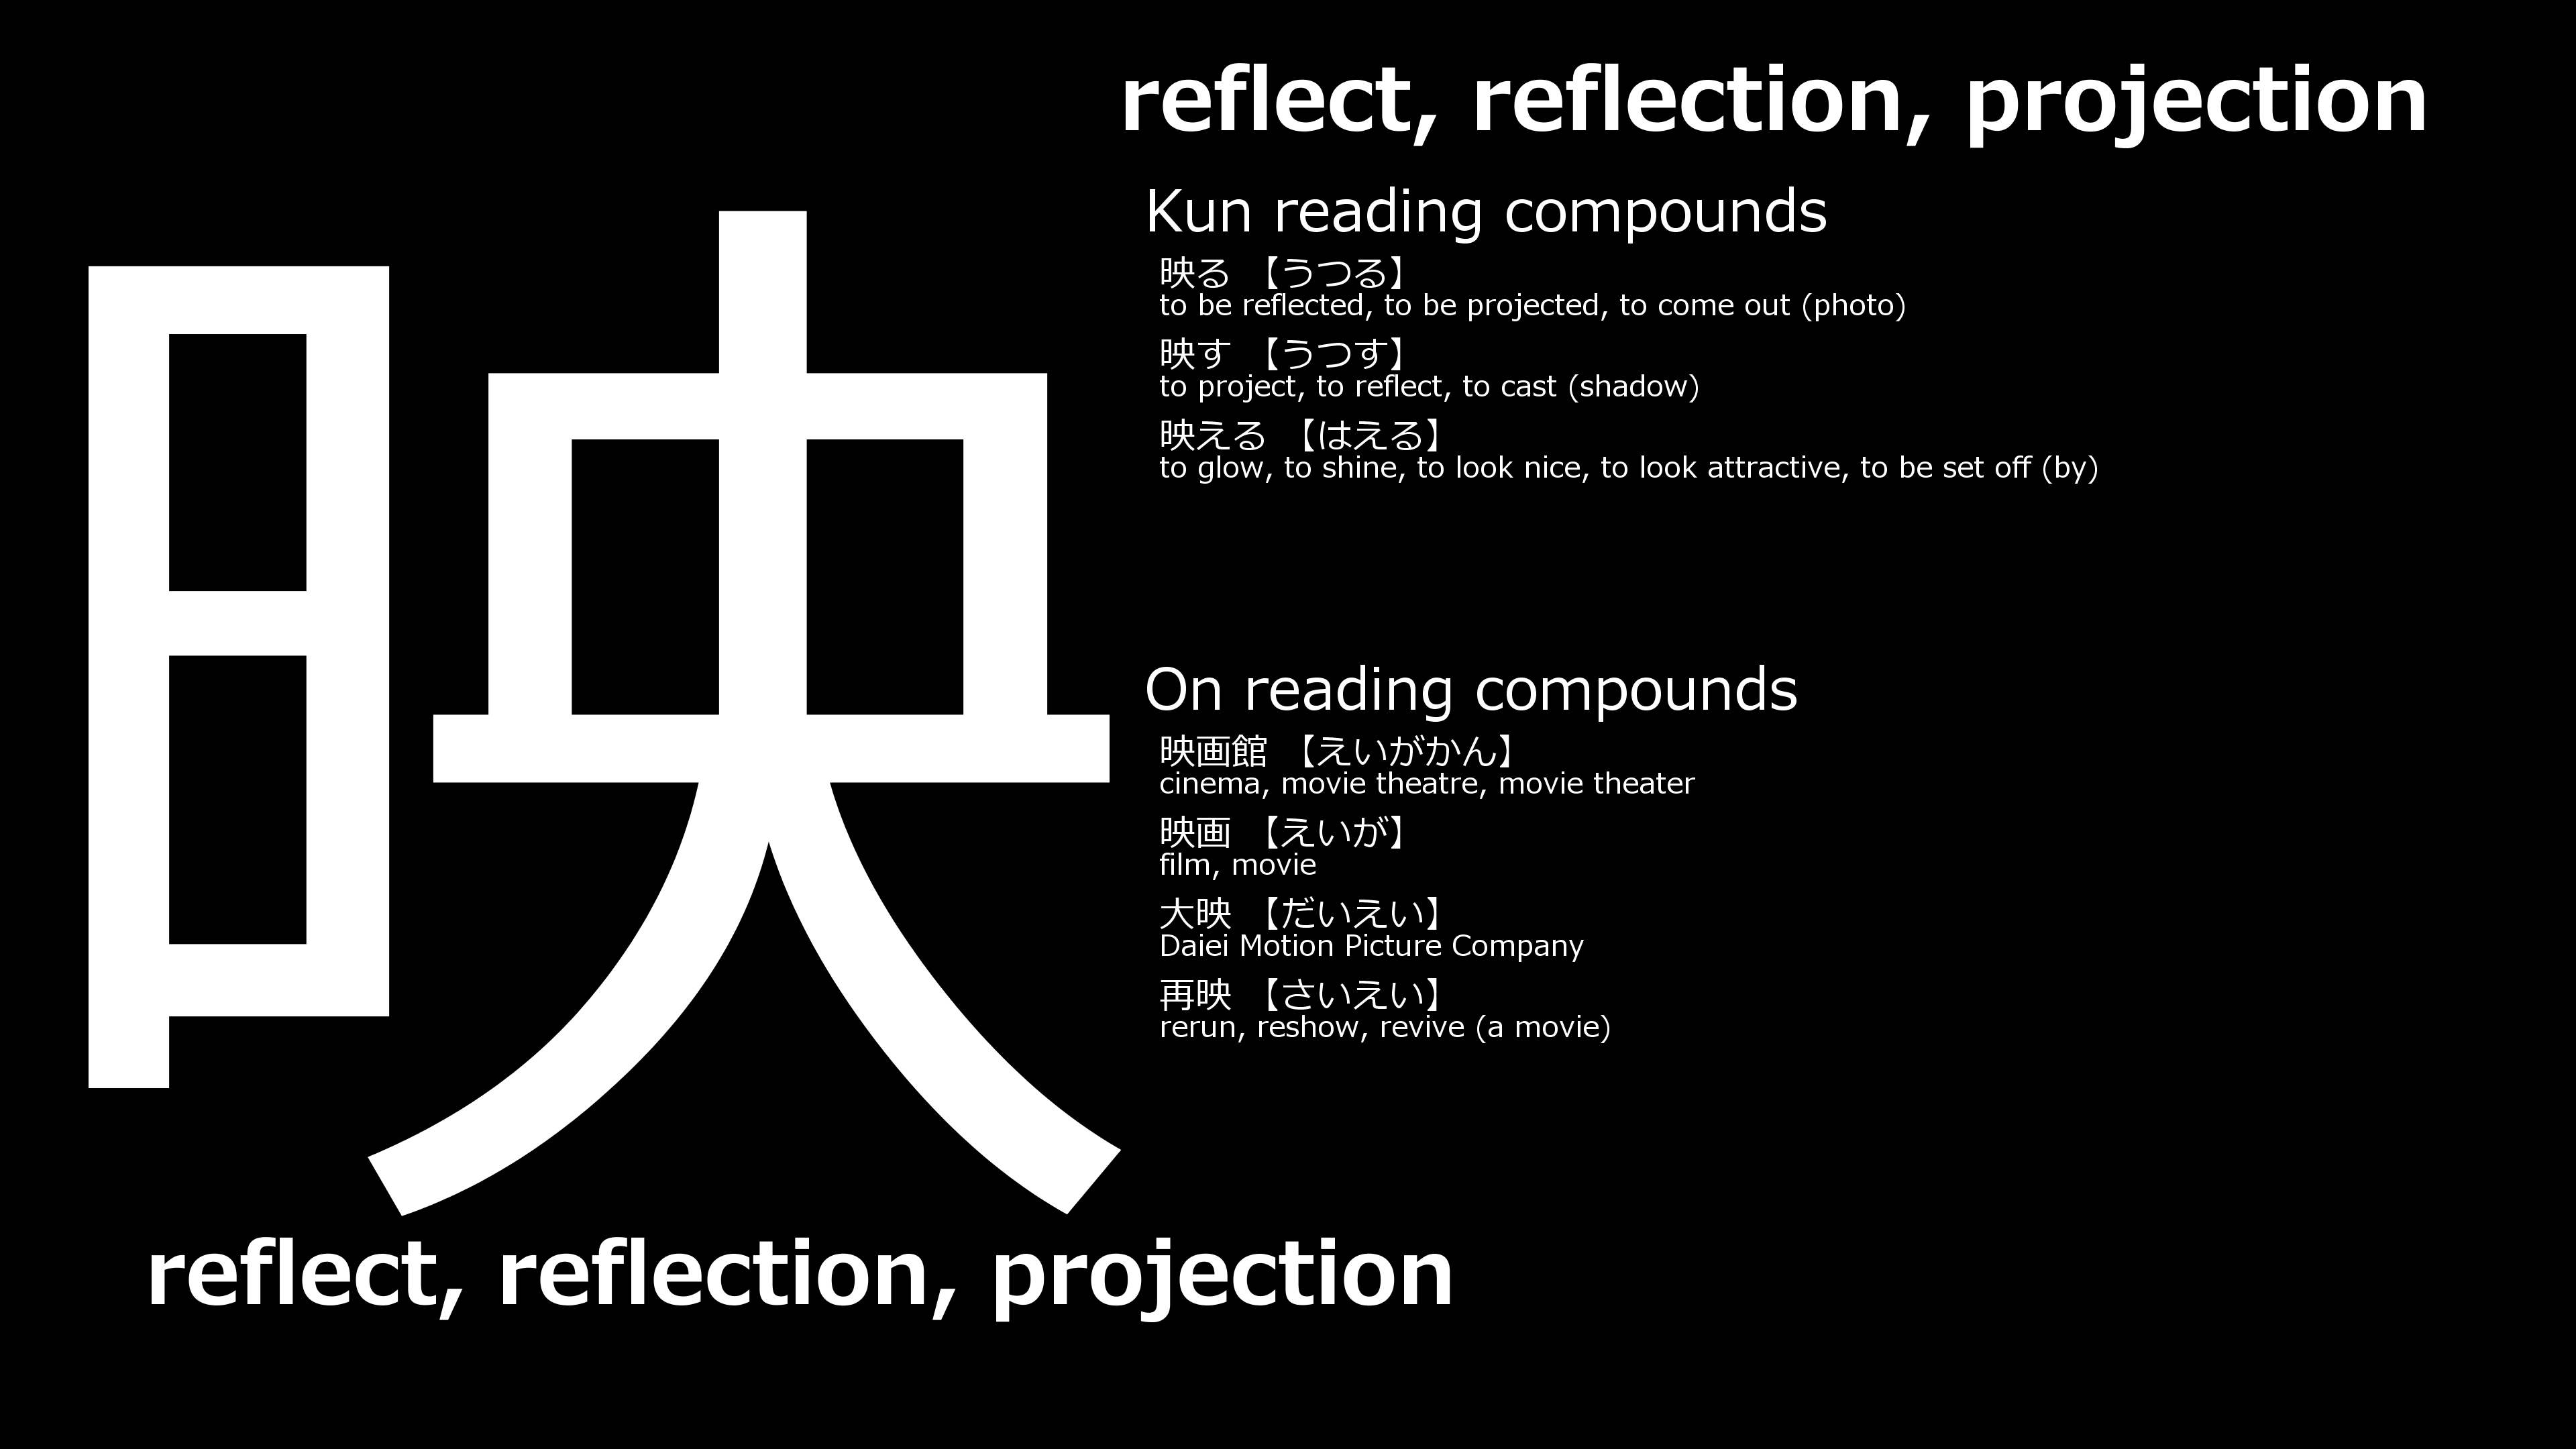 映
reflect, reflection, projection
reflect, reflection, projection
Kun reading compounds
映る 【うつる】
to be reflected, to be projected, to come out (photo)
映す 【うつす】
to project, to reflect, to cast (shadow)
映える 【はえる】
to glow, to shine, to look nice, to look attractive, to be set off (by)
On reading compounds
映画館 【えいがかん】
cinema, movie theatre, movie theater
映画 【えいが】
film, movie
大映 【だいえい】
Daiei Motion Picture Company
再映 【さいえい】
rerun, reshow, revive (a movie)